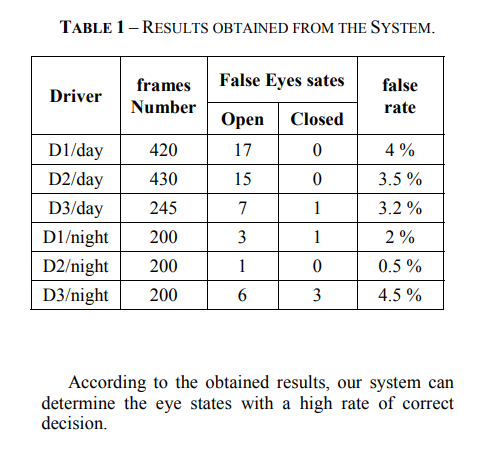 TABLE 1 – RESULTS OBTAINED FROM THE SYSTEM.
Driver frames Number False Eyes sates false rate
Open Closed
D1/day 420 17 0 4 %
D2/day 430 15 0 3.5 %
D3/day 245 7 1 3.2 %
D1/night 200 3 1 2 %
D2/night 200 1 0 0.5 %
D3/night 200 6 3 4.5 %
According to the obtained results, our system can
determine the eye states with a high rate of correct
decision.